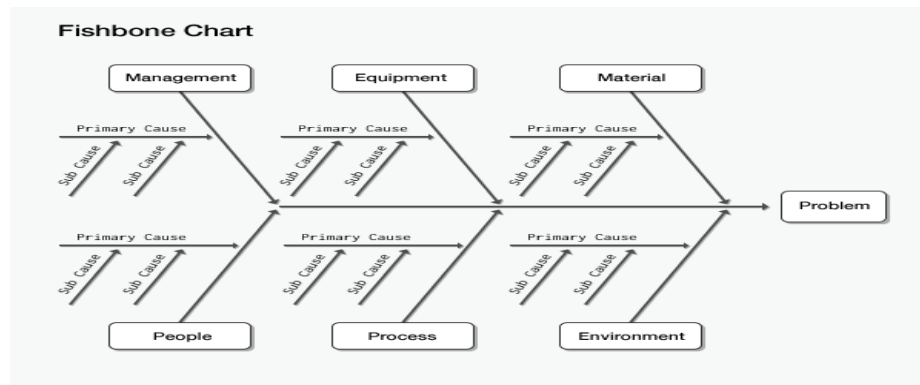 Fishbone Chart
Management
Equipment
Material
Primary Cause
Primary Cause
Primary Cause
Sub Cause
Sub Cause
Sub Cause
Sub Cause
Sub Cause
Sub Cause
Problem
Primary Cause
Primary Cause
Primary Cause
Sub Cause
Sub Cause
Sub Cause
Sub Cause
Sub Cause
Sub Cause
People
Process
Environment